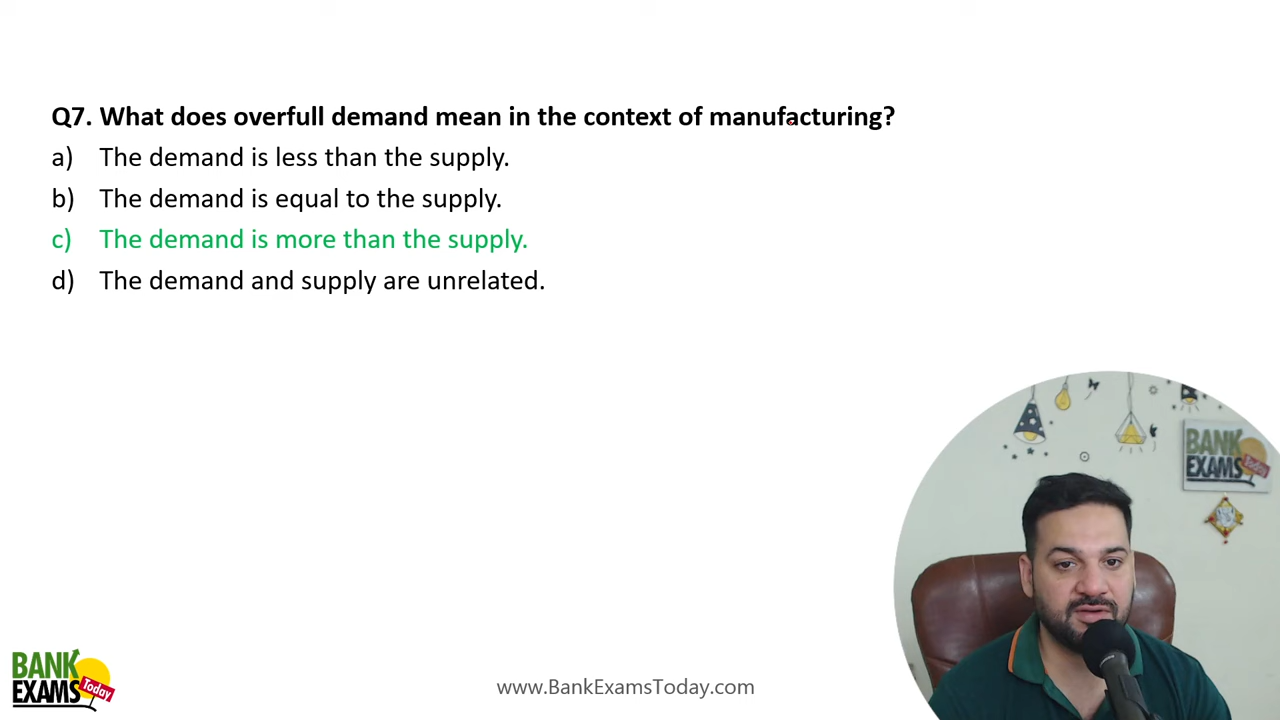 Q7. What does overfull demand mean in the context of manufacturing?
a) The demand is less than the supply.
b) The demand is equal to the supply.
c) The demand is more than the supply.
d) The demand and supply are unrelated.
BANK
EXAMS
Today
BANK
EXAMS
Today
www.BankExamsToday.com